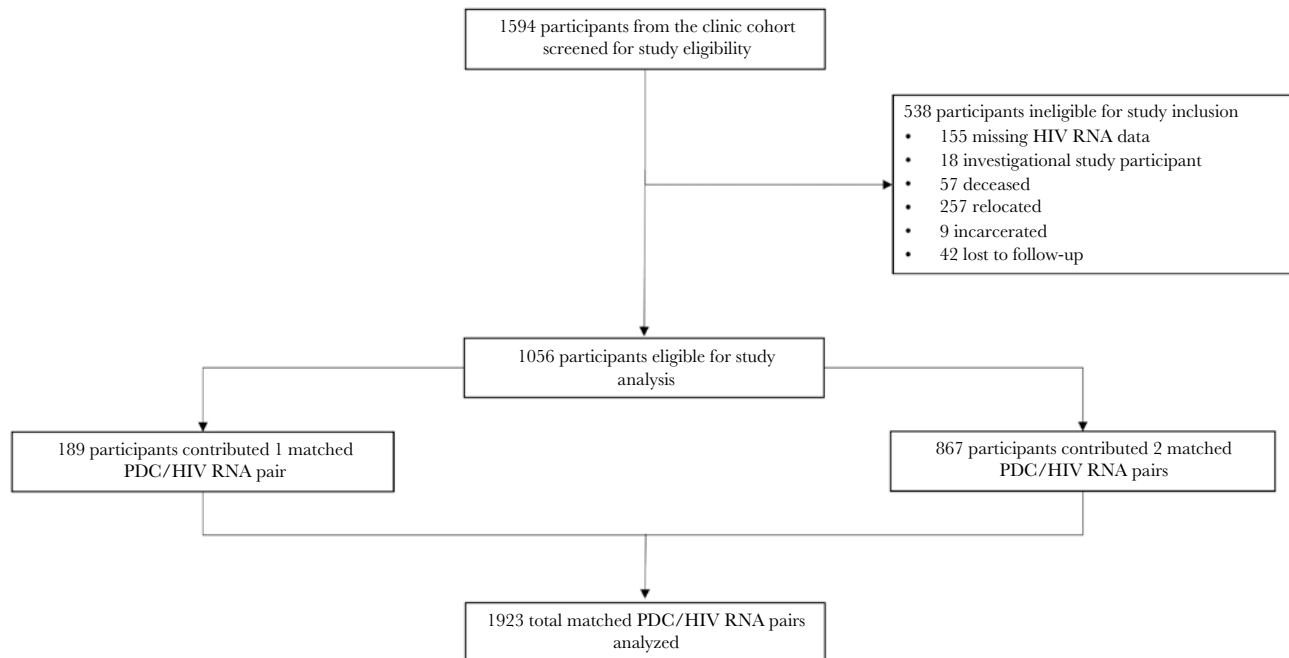 1594 participants from the clinic cohort
screened for study eligibility
538 participants ineligible for study inclusion
• 155 missing HIV RNA data
• 18 investigational study participant
• 57 deceased
• 257 relocated
• 9 incarcerated
• 42 lost to follow-up
1056 participants eligible for study
analysis
189 participants contributed 1 matched
PDC/HIV RNA pair
867 participants contributed 2 matched
PDC/HIV RNA pairs
1923 total matched PDC/HIV RNA pairs
analyzed